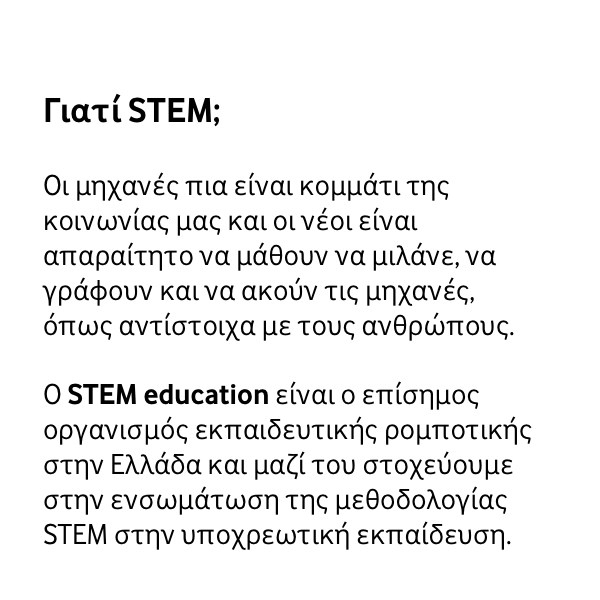 Γιατί STEM;
Οι μηχανές πια είναι κομμάτι της
κοινωνίας μας και οι νέοι είναι
απαραίτητο να μάθουν να μιλάνε, να
γράφουν και να ακούν τις μηχανές,
όπως αντίστοιχα με τους ανθρώπους.
Ο STEM education είναι ο επίσημος
οργανισμός εκπαιδευτικής ρομποτικής
στην Ελλάδα και μαζί του στοχεύουμε
στην ενσωμάτωση της μεθοδολογίας
STEM στην υποχρεωτική εκπαίδευση.